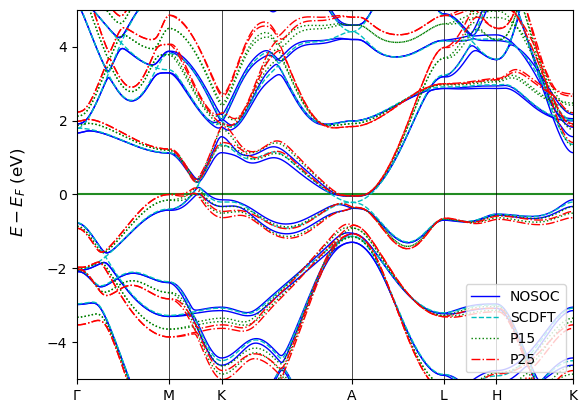 E − E_F (eV)
4
2
0
−2
−4
NOSOC
SCDFT
P15
P25
Γ M K A L H K